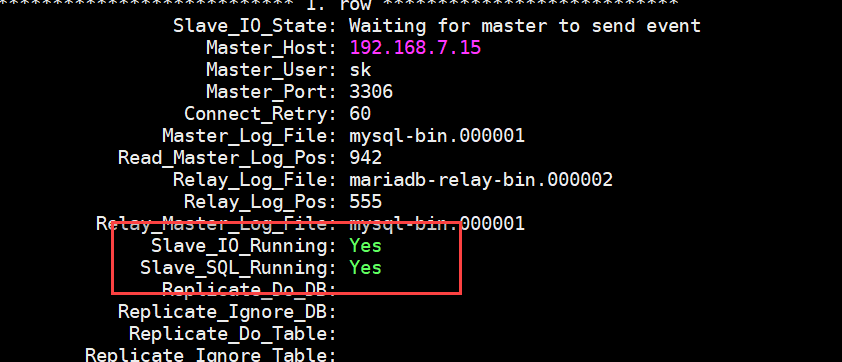 *************************** 1. row ***************************
Slave_IO_State: Waiting for master to send event
Master_Host: 192.168.7.15
Master_User: sk
Master_Port: 3306
Connect_Retry: 60
Master_Log_File: mysql-bin.000001
Read_Master_Log_Pos: 942
Relay_Log_File: mariadb-relay-bin.000002
Relay_Log_Pos: 555
Relay_Master_Log_File: mysql-bin.000001
Slave_IO_Running: Yes
Slave_SQL_Running: Yes
Replicate_Do_DB:
Replicate_Ignore_DB:
Replicate_Do_Table:
Replicate_Ignore_Table: